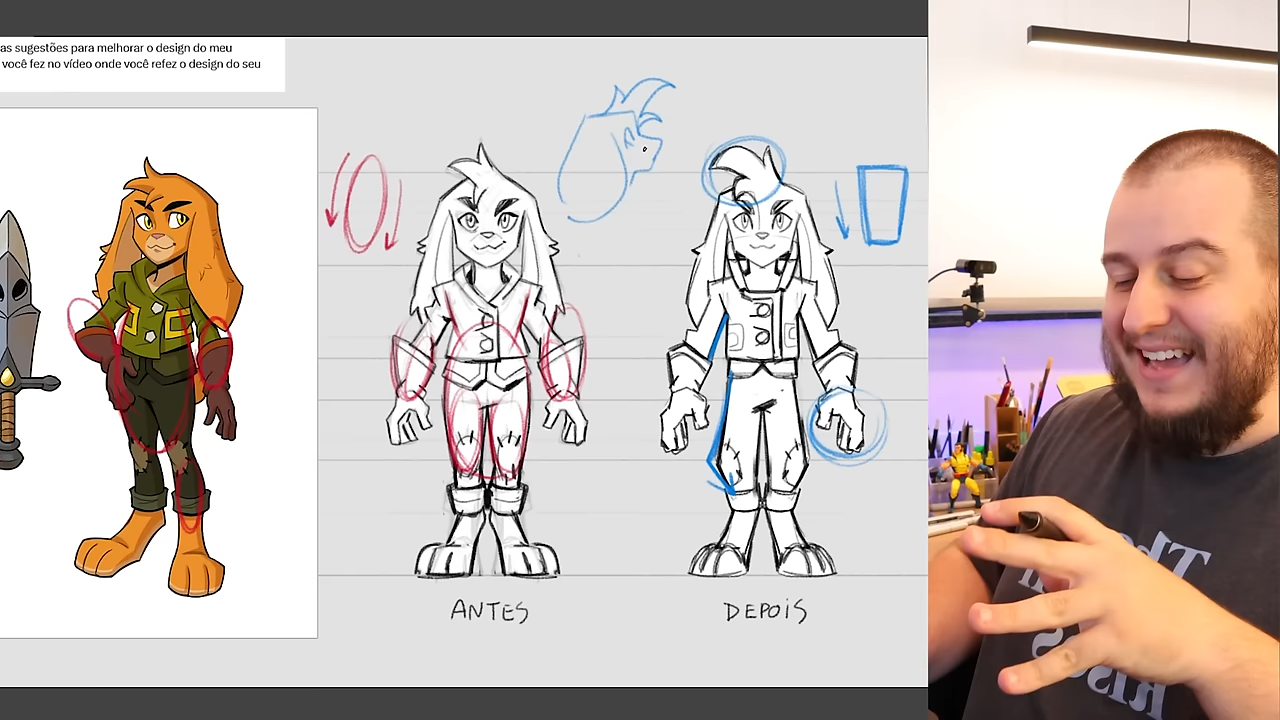 as sugestões para melhorar o design do meu
você fez no vídeo onde você refez o design do seu
ANTES
DEPOIS